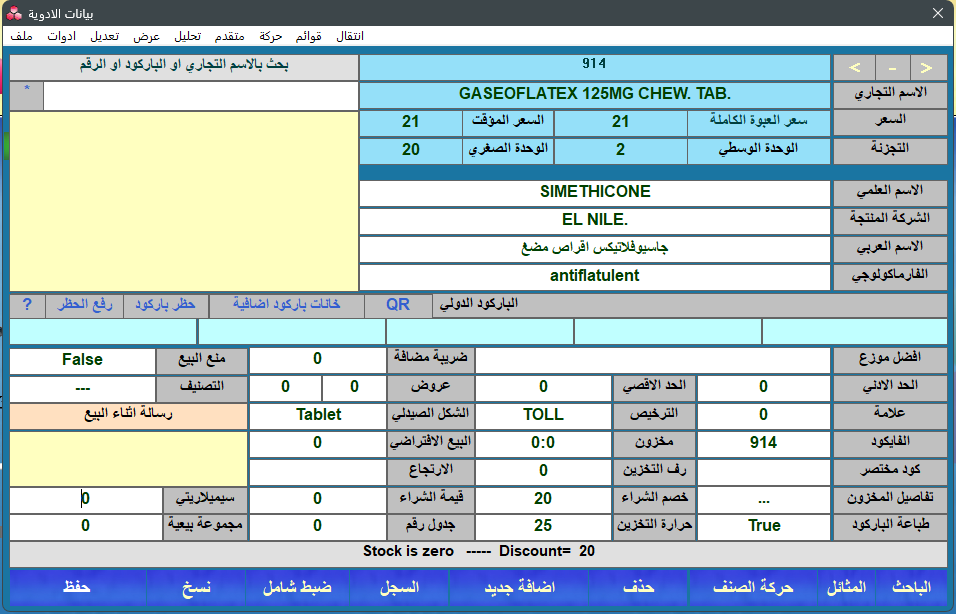 بيانات الادوية
ملف ادوات تعديل عرض تحليل متقدم حركة قوائم انتقال
بحث بالاسم التجاري او الباركود او الرقم
914
< - >
*
الاسم التجاري GASEOFLATEX 125MG CHEW. TAB.
السعر سعر العبوة الكاملة 21 السعر المؤقت 21
التجزئة الوحدة الوسطي 2 الوحدة الصغري 20
الاسم العلمي SIMETHICONE
الشركة المنتجة EL NILE.
الاسم العربي جاسيوفلاتيكس اقراص مضغ
الفارماكولوجي antiflatulent
الباركود الدولي QR خانات باركود اضافية حظر باركود رفع الحظر ?
افضل موزع ضريبة مضافة 0 منع البيع False
الحد الادني 0 الحد الاقصي 0 عروض 0 0 التصنيف ---
علامة 0 الترخيص TOLL الشكل الصيدلي Tablet رسالة اثناء البيع
الفايكود 914 مخزون 0:0 البيع الافتراضي 0
كود مختصر رف التخزين 0 الارتجاع
تفاصيل المخزون ... خصم الشراء 20 قيمة الشراء 0 سيميلاريتي 0
طباعة الباركود True حرارة التخزين 25 جدول رقم 0 مجموعة بيعية 0
Stock is zero ----- Discount= 20
الباحث المثائل حركة الصنف حذف اضافة جديد السجل ضبط شامل نسخ حفظ